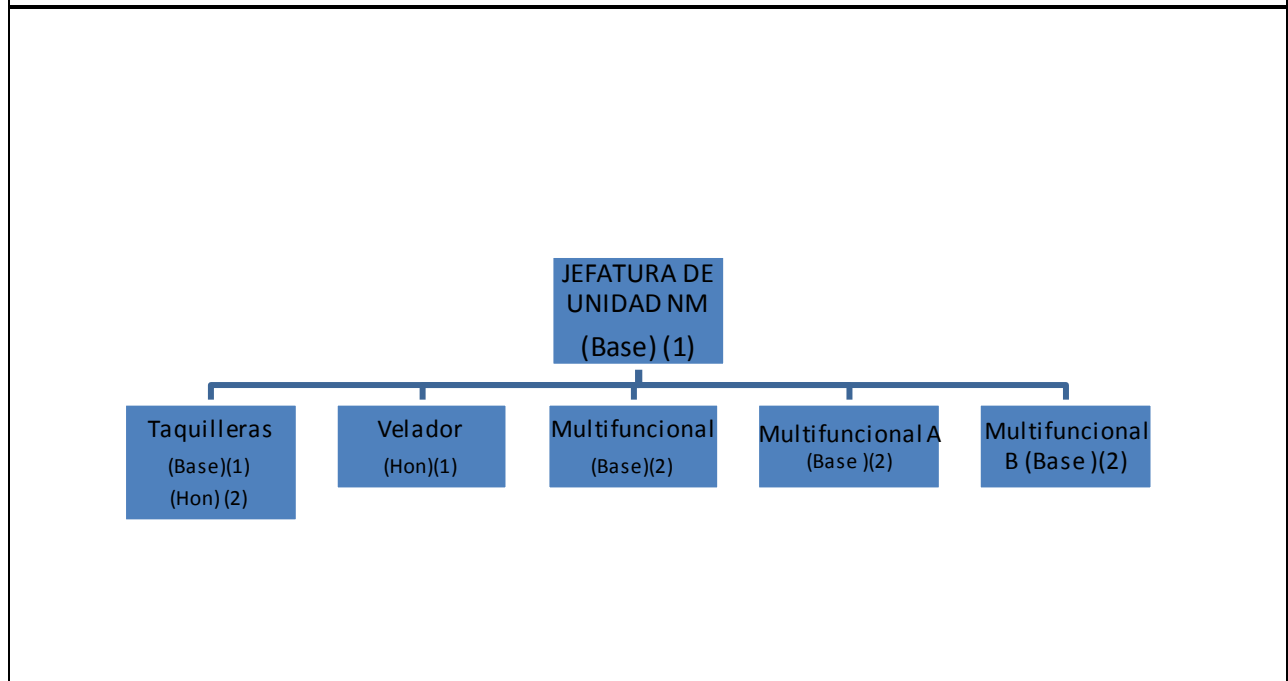 JEFATURA DE
UNIDAD NM
(Base) (1)
Taquilleras
(Base)(1)
(Hon) (2)
Velador
(Hon)(1)
Multifuncional
(Base)(2)
Multifuncional A
(Base )(2)
Multifuncional
B (Base )(2)